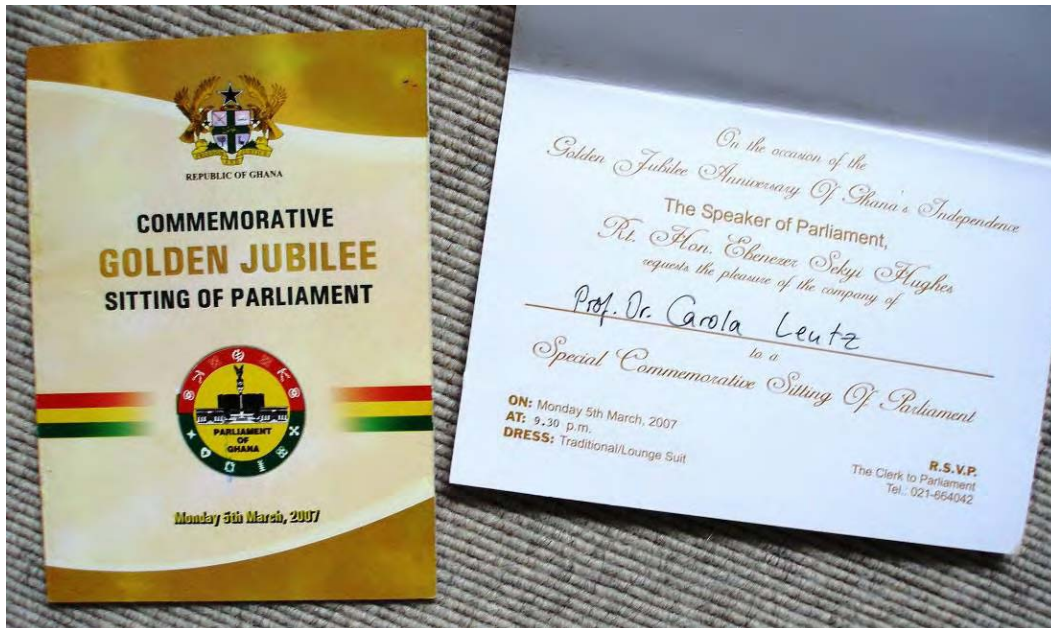 REPUBLIC OF GHANA
COMMEMORATIVE
GOLDEN JUBILEE
SITTING OF PARLIAMENT
PARLIAMENT
OF
GHANA
Monday 5th March, 2007
On the occasion of the
Golden Jubilee Anniversary Of Ghana's Independence
The Speaker of Parliament,
Rt. Hon. Ebenezer Sekyi Hughes
requests the pleasure of the company of
Prof. Dr. Carola Lentz
to a
Special Commemorative Sitting Of Parliament
ON: Monday 5th March, 2007
AT: 9.30 p.m.
DRESS: Traditional/Lounge Suit
R.S.V.P.
The Clerk to Parliament
Tel.: 021-664042